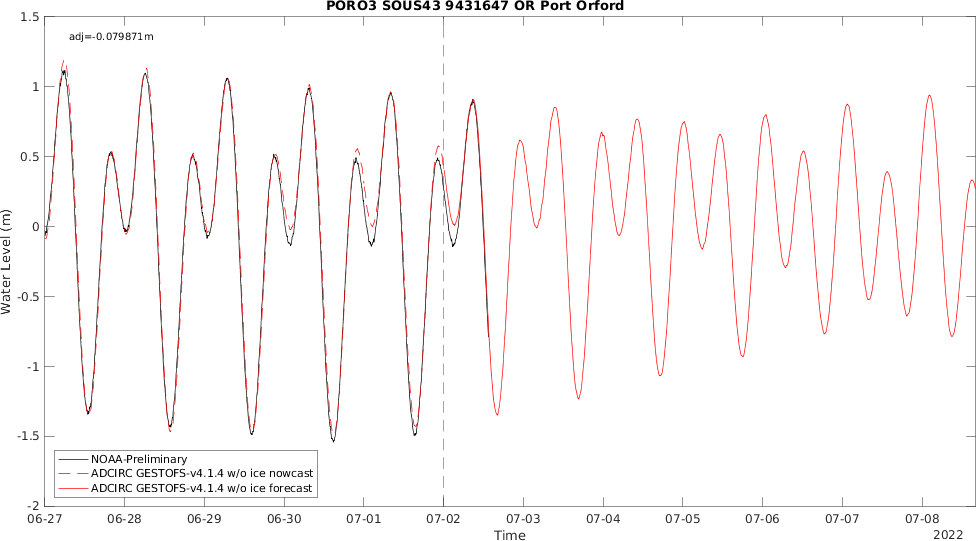 PORO3 SOUS43 9431647 OR Port Orford
adj=-0.079871m
Water Level (m)
1.5
1
0.5
0
-0.5
-1
-1.5
-2
NOAA-Preliminary
ADCIRC GESTOFS-v4.1.4 w/o ice nowcast
ADCIRC GESTOFS-v4.1.4 w/o ice forecast
06-27 06-28 06-29 06-30 07-01 07-02 07-03 07-04 07-05 07-06 07-07 07-08
Time
2022